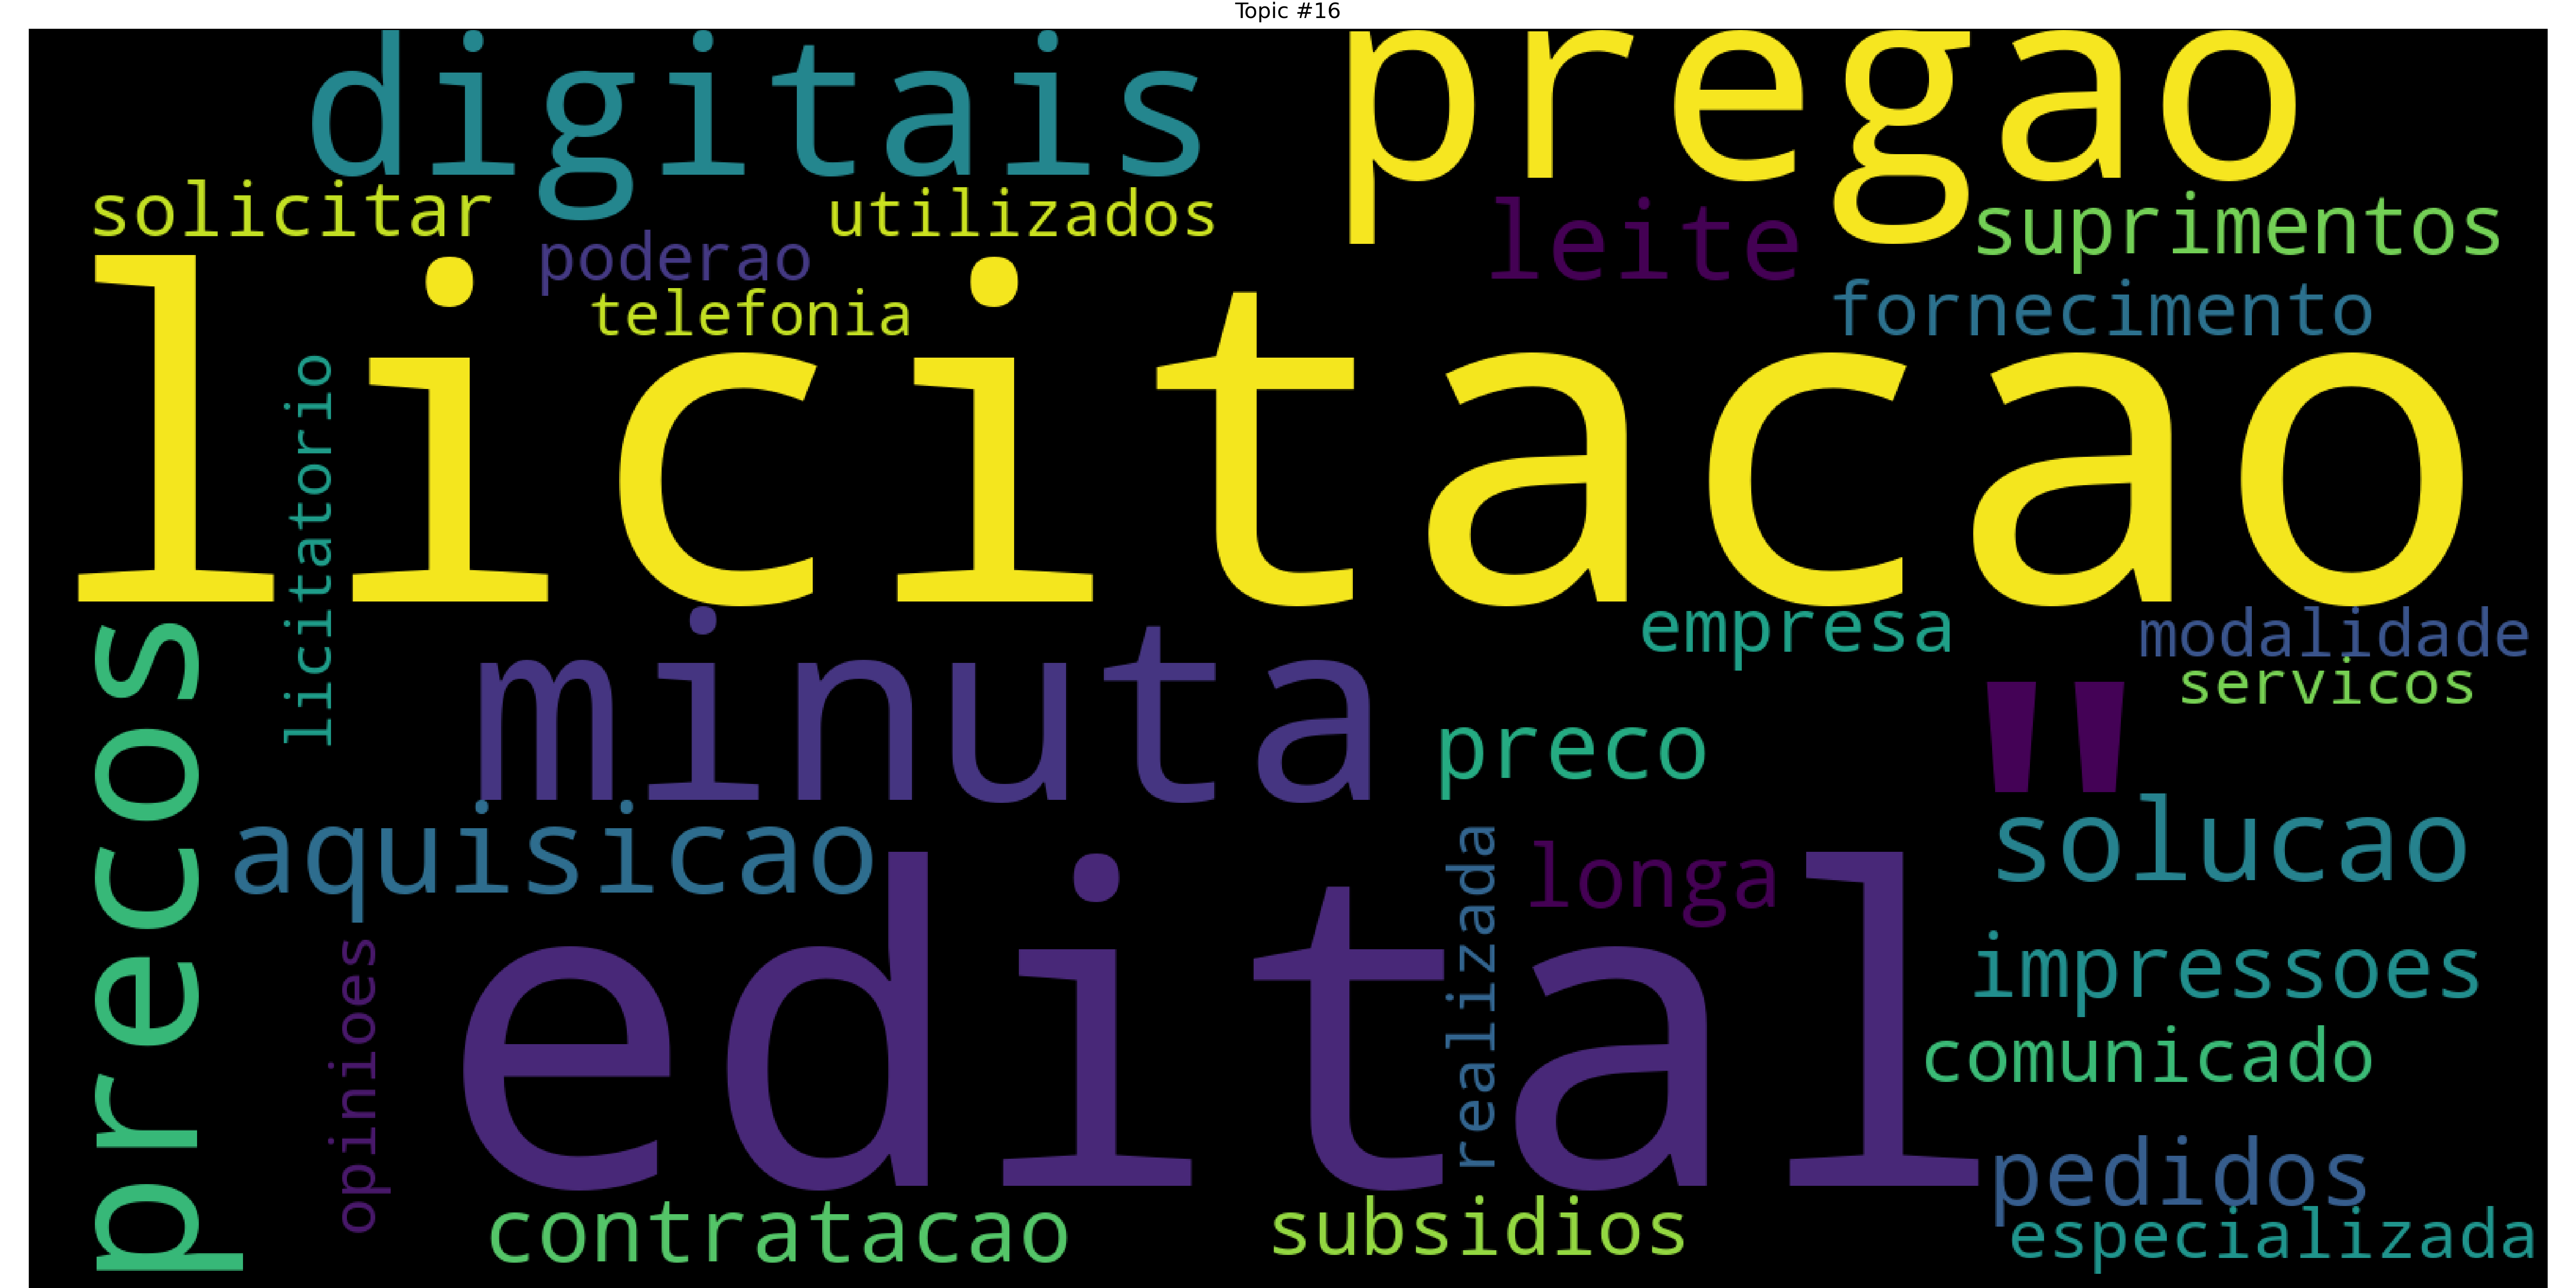 Topic #16
digitais
pregao
solicitar
utilizados
leite
suprimentos
poderao
telefonia
fornecimento
licitacao
licitatorio
precos
minuta
empresa
modalidade
servicos
preco
"
aquisicao
solucao
longa
realizada
edital
opinioes
impressoes
comunicado
pedidos
contratacao
subsidios
especializada